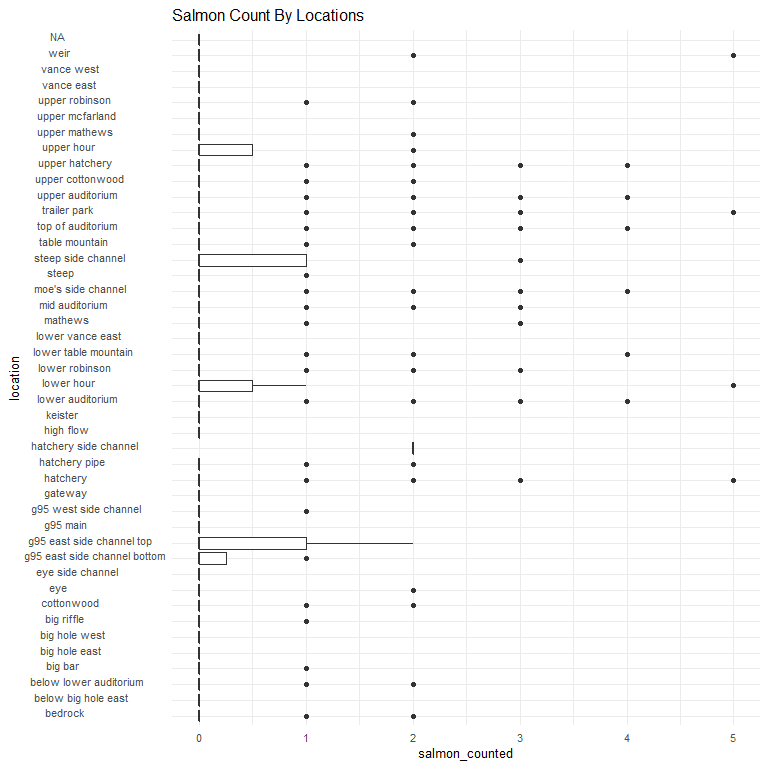 Salmon Count By Locations
NA
weir
vance west
vance east
upper robinson
upper mcfarland
upper mathews
upper hour
upper hatchery
upper cottonwood
upper auditorium
trailer park
top of auditorium
table mountain
steep side channel
steep
moe's side channel
mid auditorium
mathews
lower vance east
lower table mountain
lower robinson
lower hour
lower auditorium
keister
high flow
hatchery side channel
hatchery pipe
hatchery
gateway
g95 west side channel
g95 main
g95 east side channel top
g95 east side channel bottom
eye side channel
eye
cottonwood
big riffle
big hole west
big hole east
big bar
below lower auditorium
below big hole east
bedrock
location
0 1 2 3 4 5
salmon_counted